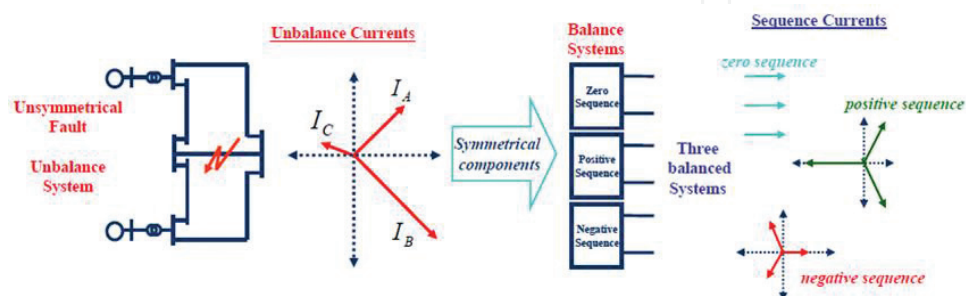 Unbalance Currents
Unsymmetrical
Fault
Unbalance
System
I_A
I_C
I_B
Symmetrical
components
Balance
Systems
Zero
Sequence
Positive
Sequence
Negative
Sequence
Three
balanced
Systems
Sequence Currents
zero sequence
positive sequence
negative sequence